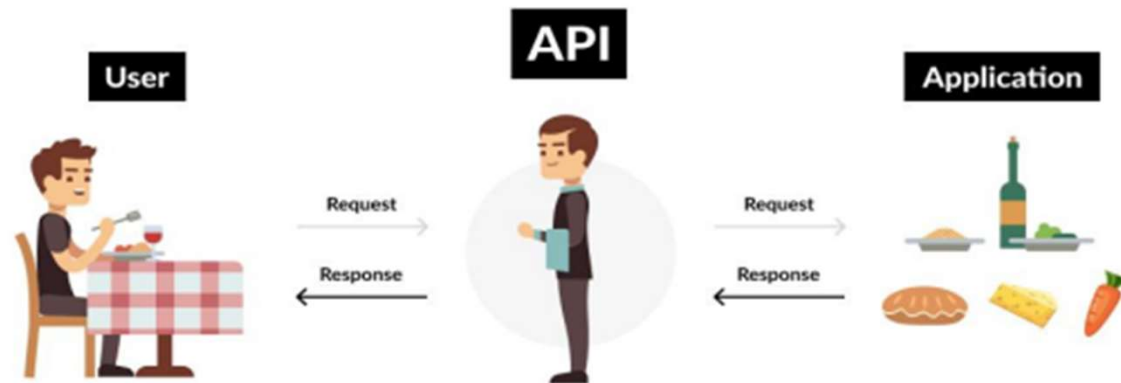 API
User
Application
Request
Request
Response
Response